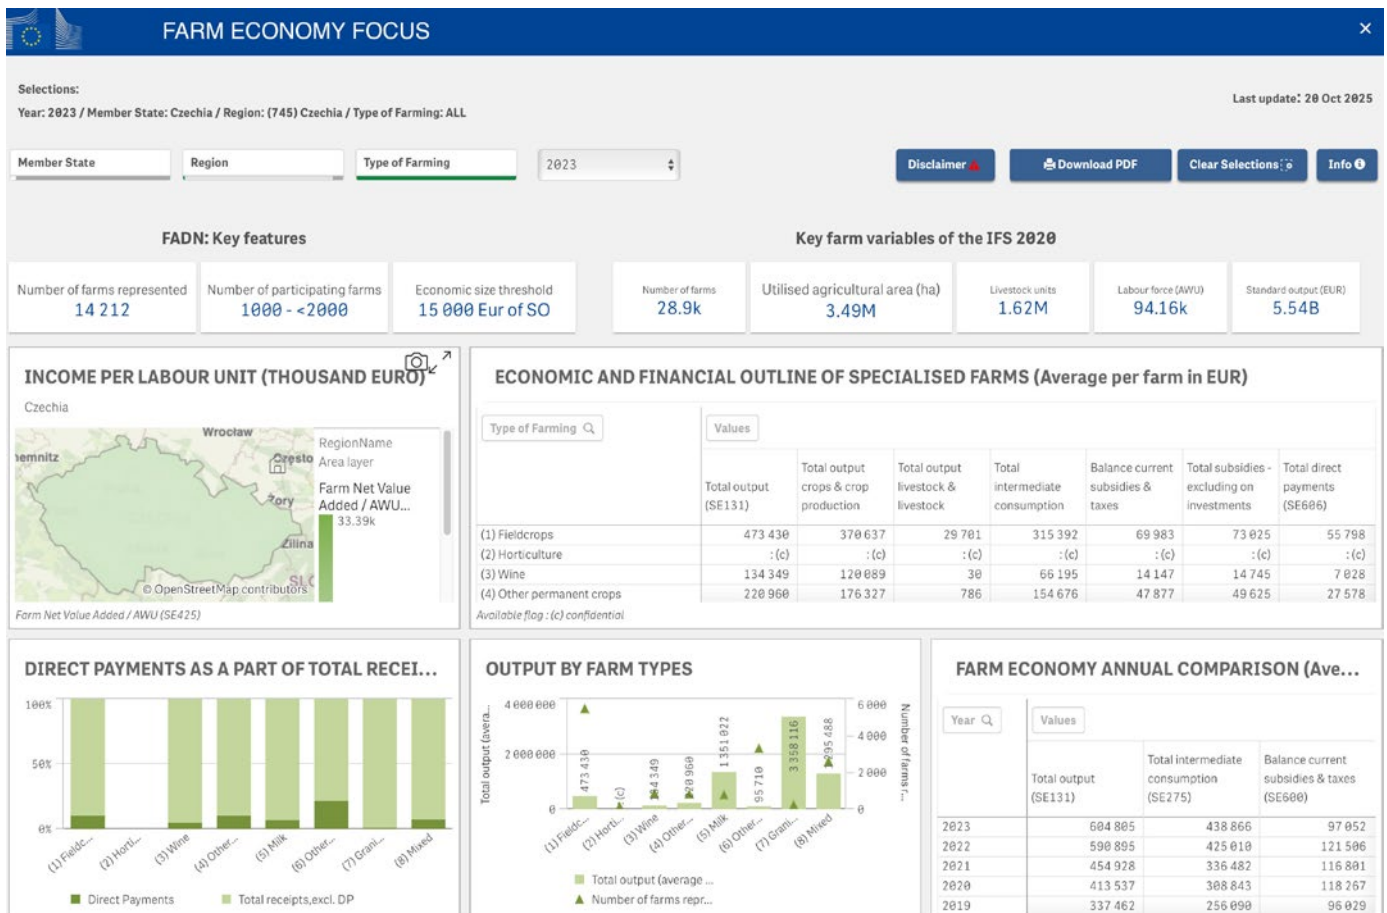 FARM ECONOMY FOCUS
×
Selections:
Year: 2023 / Member State: Czechia / Region: (745) Czechia / Type of Farming: ALL
Last update: 20 Oct 2025
Member State
Region
Type of Farming
2023
Disclaimer
Download PDF
Clear Selections
Info
FADN: Key features
Key farm variables of the IFS 2020
Number of farms represented
14 212
Number of participating farms
1000 - <2000
Economic size threshold
15 000 Eur of SO
Number of farms
28.9k
Utilised agricultural area (ha)
3.49M
Livestock units
1.62M
Labour force (AWU)
94.16k
Standard output (EUR)
5.54B
INCOME PER LABOUR UNIT (THOUSAND EURO)
Czechia
Wrocław
Często
Żory
Žilina
RegionName
Area layer
Farm Net Value
Added / AWU...
33.39k
© OpenStreetMap contributors
Farm Net Value Added / AWU (SE425)
ECONOMIC AND FINANCIAL OUTLINE OF SPECIALISED FARMS (Average per farm in EUR)
Type of Farming
Values
Total output (SE131)
Total output crops & crop production
Total output livestock & livestock
Total intermediate consumption
Balance current subsidies & taxes
Total subsidies - excluding on investments
Total direct payments (SE606)
(1) Fieldcrops 473 430 370 637 29 701 315 392 69 983 73 025 55 798
(2) Horticulture : (c) : (c) : (c) : (c) : (c) : (c) : (c)
(3) Wine 134 349 120 089 30 66 195 14 147 14 745 7 028
(4) Other permanent crops 220 960 176 327 786 154 676 47 877 49 625 27 578
Available flag : (c) confidential
DIRECT PAYMENTS AS A PART OF TOTAL RECEI...
100%
50%
0%
(1) Fieldc...
(2) Horti...
(3) Wine
(4) Other...
(5) Milk
(6) Other...
(7) Grani...
(8) Mixed
Direct Payments
Total receipts,excl. DP
OUTPUT BY FARM TYPES
Total output (avera...
4 000 000
2 000 000
0
473 430
(c)
1 351 022
95 710
3 358 116
6 000
4 000
2 000
0
Number of farms r...
(1) Fieldc...
(2) Horti...
(3) Wine
(4) Other...
(5) Milk
(6) Other...
(7) Grani...
(8) Mixed
Total output (average ...
Number of farms repr...
FARM ECONOMY ANNUAL COMPARISON (Ave...
Year
Values
Total output (SE131)
Total intermediate consumption (SE275)
Balance current subsidies & taxes (SE600)
2023 604 805 438 866 97 052
2022 590 895 425 010 121 506
2021 454 928 336 482 116 801
2020 413 537 308 843 118 267
2019 337 462 256 090 96 029